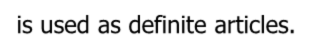 is used as definite articles.